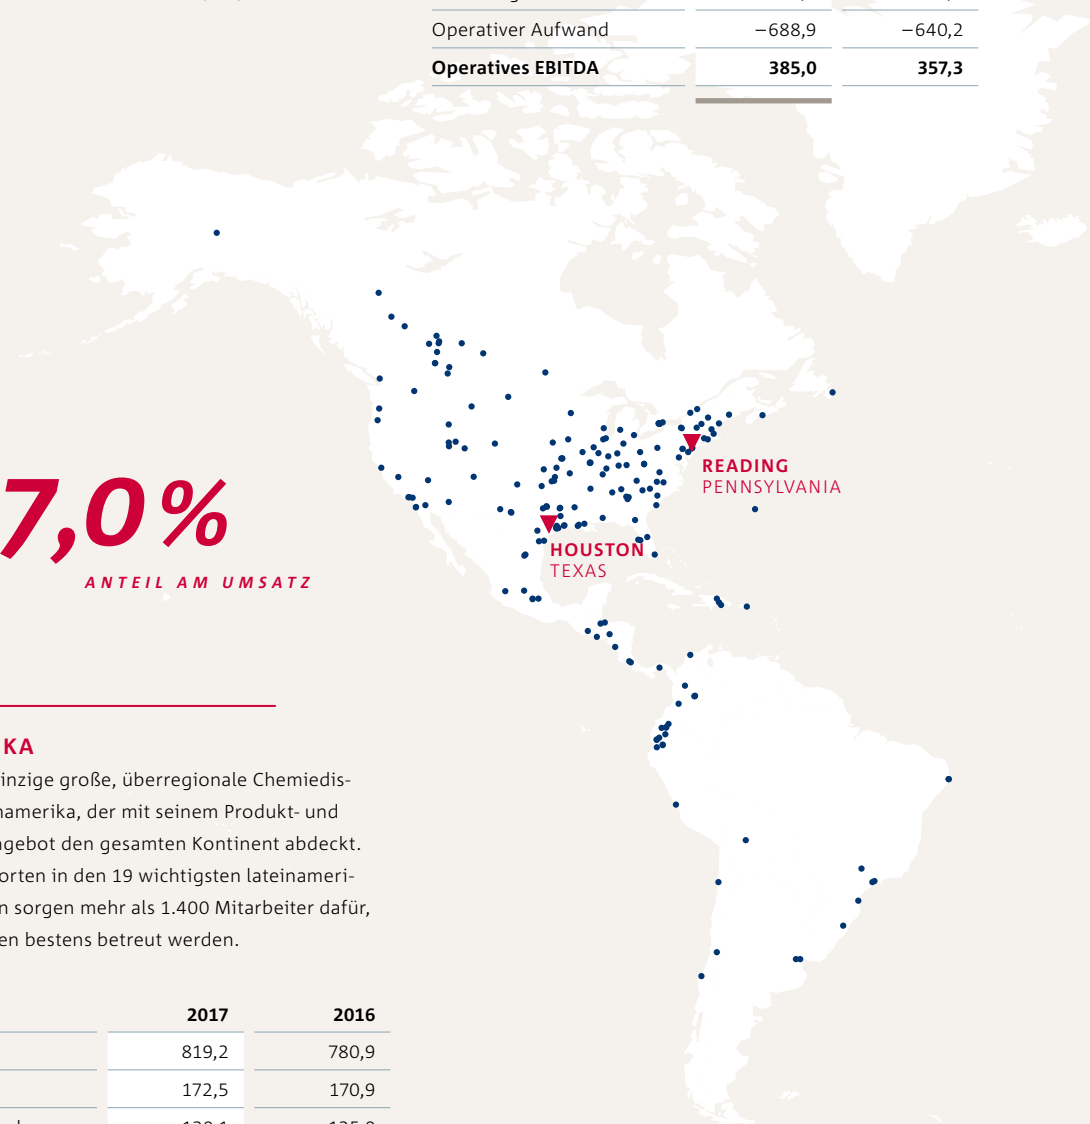 Operativer Aufwand –688,9 –640,2
Operatives EBITDA 385,0 357,3
READING
PENNSYLVANIA
7,0 %
ANTEIL AM UMSATZ
HOUSTON
TEXAS
KA
inzige große, überregionale Chemiedis-
namerika, der mit seinem Produkt- und
ngebot den gesamten Kontinent abdeckt.
orten in den 19 wichtigsten lateinameri-
n sorgen mehr als 1.400 Mitarbeiter dafür,
en bestens betreut werden.
2017 2016
819,2 780,9
172,5 170,9